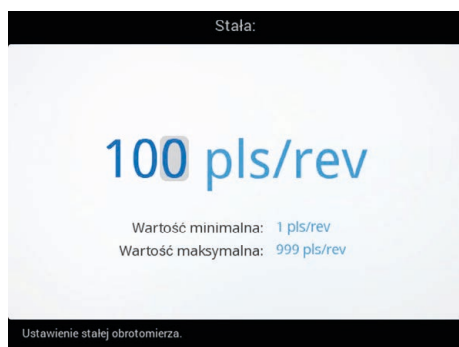 Stała:
100 pls/rev
Wartość minimalna: 1 pls/rev
Wartość maksymalna: 999 pls/rev
Ustawienie stałej obrotomierza.